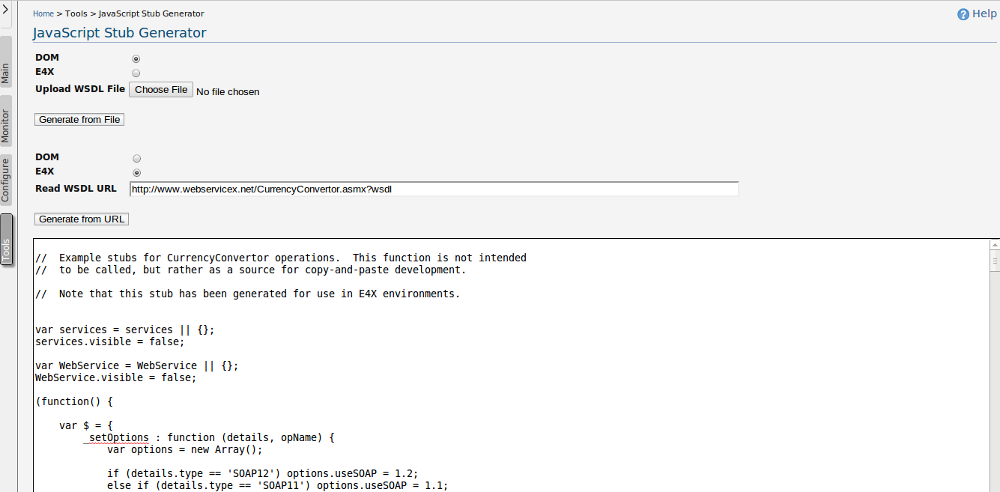 Home > Tools > JavaScript Stub Generator
Help
JavaScript Stub Generator
DOM
E4X
Upload WSDL File Choose File No file chosen
Generate from File
DOM
E4X
Read WSDL URL http://www.webservicex.net/CurrencyConvertor.asmx?wsdl
Generate from URL
Main
Monitor
Configure
Tools
//  Example stubs for CurrencyConvertor operations.  This function is not intended
//  to be called, but rather as a source for copy-and-paste development.
//  Note that this stub has been generated for use in E4X environments.
var services = services || {};
services.visible = false;
var WebService = WebService || {};
WebService.visible = false;
(function() {
    var $ = {
        _setOptions : function (details, opName) {
            var options = new Array();
            if (details.type == 'SOAP12') options.useSOAP = 1.2;
            else if (details.type == 'SOAP11') options.useSOAP = 1.1;